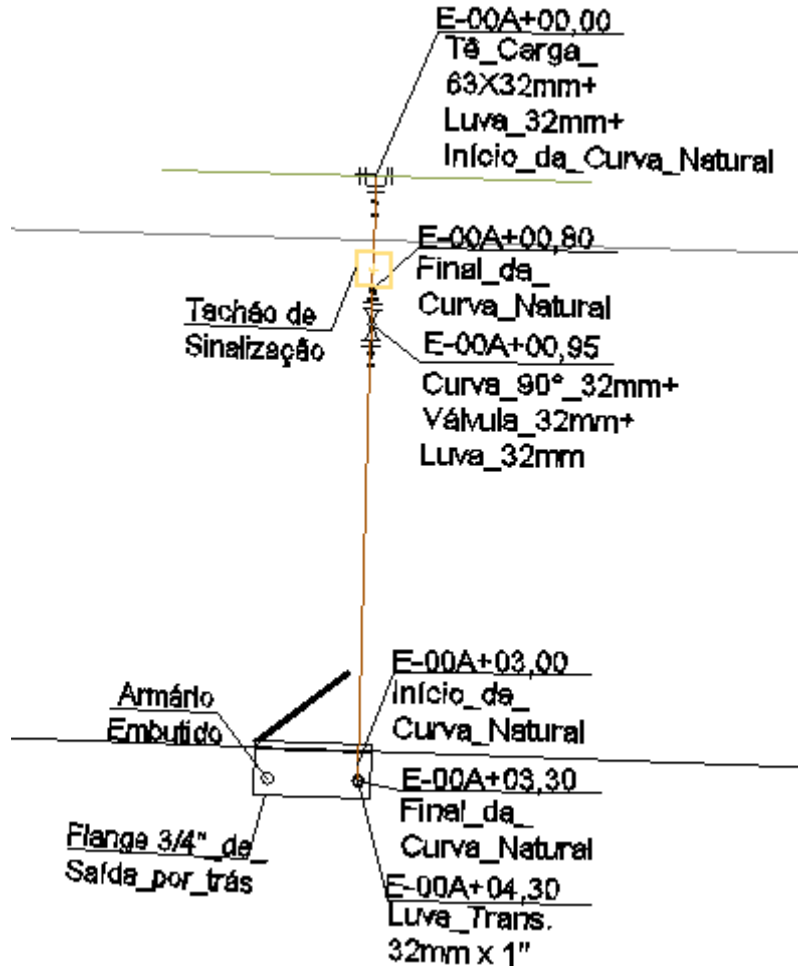 E-00A+00,00
Tê_Carga_
63X32mm+
Luva_32mm+
Início_da_Curva_Natural
E-00A+00,80
Final_da_
Curva_Natural
Tachão de
Sinalização
E-00A+00,95
Curva_90°_32mm+
Válvula_32mm+
Luva_32mm
E-00A+03,00
Início_da_
Curva_Natural
Armário
Embutido
E-00A+03,30
Final_da_
Curva_Natural
Flange 3/4"_de_
Saída_por_trás
E-00A+04,30
Luva_Trans.
32mm x 1"